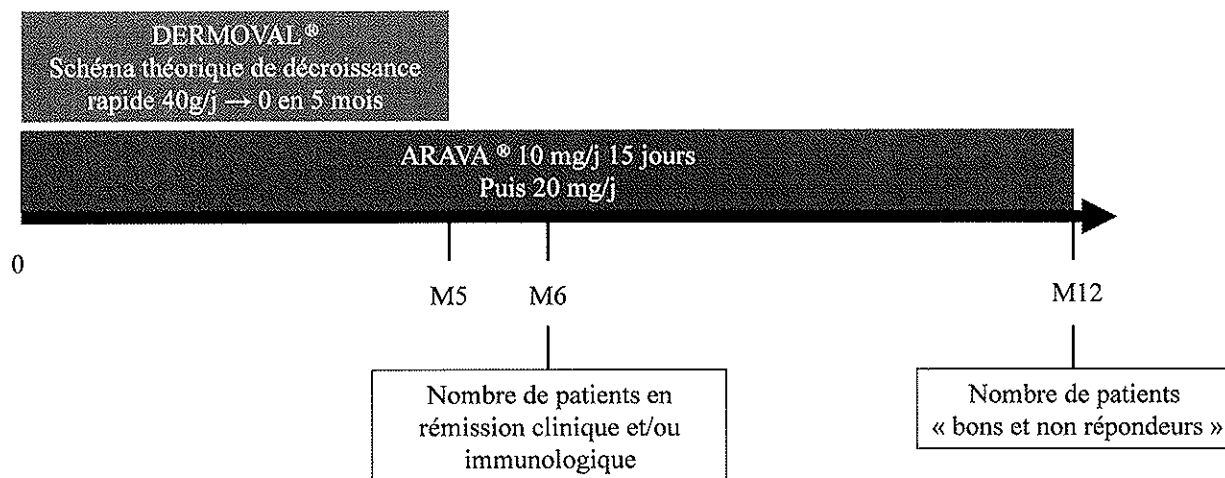 DERMOVAL ®
Schéma théorique de décroissance
rapide 40g/j → 0 en 5 mois
ARAVA ® 10 mg/j 15 jours
Puis 20 mg/j
0
M5
M6
M12
Nombre de patients en
rémission clinique et/ou
immunologique
Nombre de patients
« bons et non répondeurs »